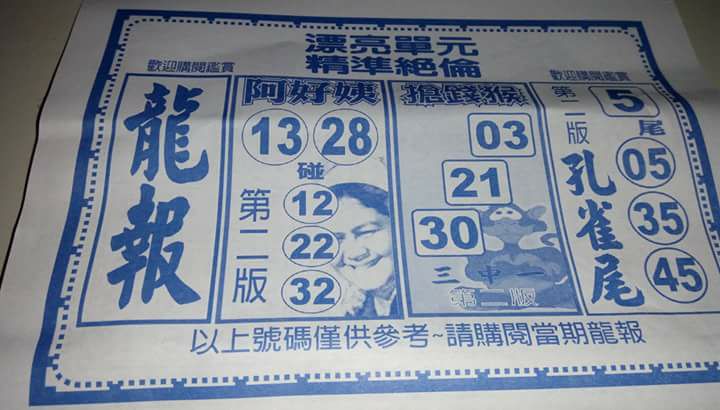 漂亮單元
精準絕倫
歡迎購閱鑑賞
歡迎購閱鑑賞
龍報
阿好姨
13 28
碰
第二版
12
22
32
搶錢猴
03
21
30
三中一
第二版
第二版
5
尾
孔雀尾
05
35
45
以上號碼僅供參考~請購閱當期龍報